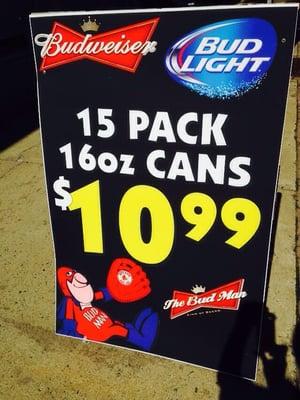 Budweiser
BUD
LIGHT
15 PACK
16oz CANS
$10.99
BUD
MAN
The Bud Man